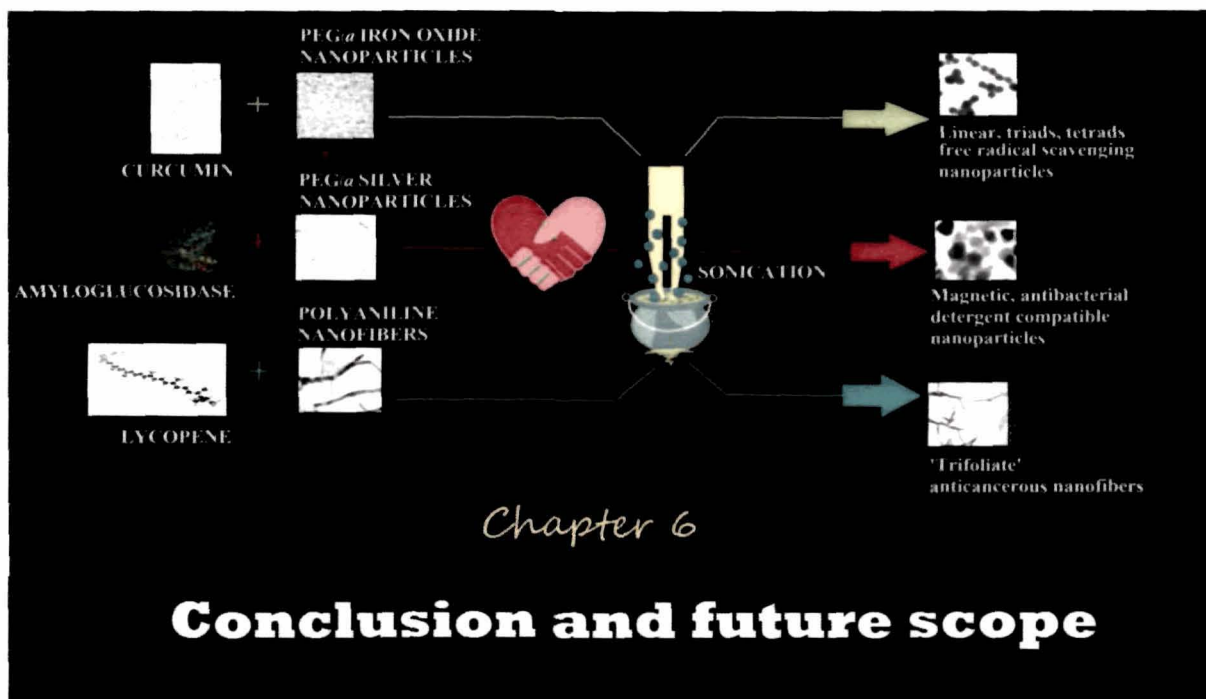 PEG@ IRON OXIDE
NANOPARTICLES
+
CURCUMIN
PEG@ SILVER
NANOPARTICLES
+
AMYLOGLUCOSIDASE
POLYANILINE
NANOFIBERS
+
LYCOPENE
SONICATION
Linear, triads, tetrads
free radical scavenging
nanoparticles
Magnetic, antibacterial
detergent compatible
nanoparticles
'Trifoliate'
anticancerous nanofibers
Chapter 6
Conclusion and future scope